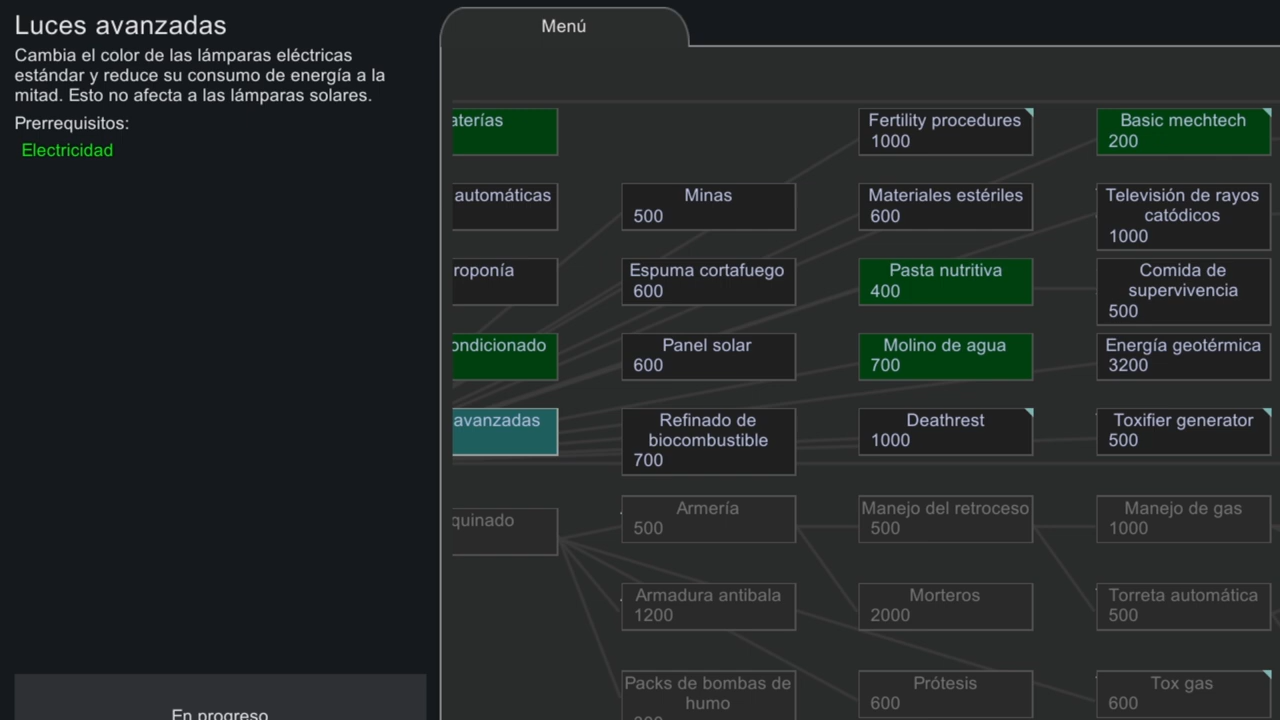 Luces avanzadas
Cambia el color de las lámparas eléctricas
estándar y reduce su consumo de energía a la
mitad. Esto no afecta a las lámparas solares.
Prerrequisitos:
Electricidad
En progreso
Menú
aterías
Fertility procedures
1000
Basic mechtech
200
automáticas
Minas
500
Materiales estériles
600
Televisión de rayos
catódicos
1000
roponía
Espuma cortafuego
600
Pasta nutritiva
400
Comida de
supervivencia
500
ondicionado
Panel solar
600
Molino de agua
700
Energía geotérmica
3200
avanzadas
Refinado de
biocombustible
700
Deathrest
1000
Toxifier generator
500
quinado
Armería
500
Manejo del retroceso
500
Manejo de gas
1000
Armadura antibala
1200
Morteros
2000
Torreta automática
500
Packs de bombas de
humo
Prótesis
600
Tox gas
600